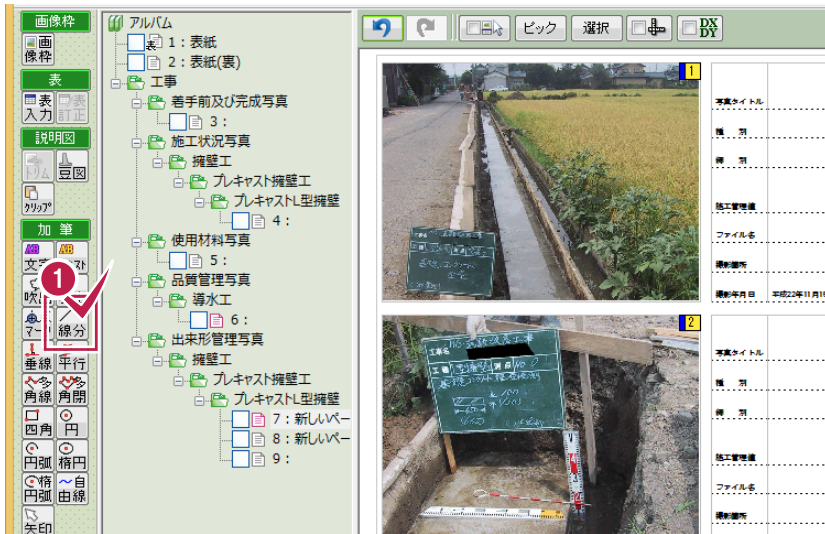 画像枠
画
像枠
表
表
入力
表
訂正
説明図
トリム
豆図
クリップ
加 筆
文字
吹出
マーク
線分
垂線
平行
多
角線
多
角閉
四角
円
円弧
楕円
楕
円弧
自
由線
矢印
1
アルバム
表
1：表紙
2：表紙(裏)
工事
着手前及び完成写真
3：
施工状況写真
擁壁工
プレキャスト擁壁工
プレキャストL型擁壁
4：
使用材料写真
5：
品質管理写真
導水工
6：
出来形管理写真
擁壁工
プレキャスト擁壁工
プレキャストL型擁壁
7：新しいペー
8：新しいペー
9：
ピック
選択
DX
DY
1
写真タイトル
種　別
細　別
施工管理値
ファイル名
撮影箇所
撮影年月日
平成22年11月1
2
工事名
工種
測点
NO 0
写真タイトル
種　別
細　別
施工管理値
ファイル名
撮影箇所